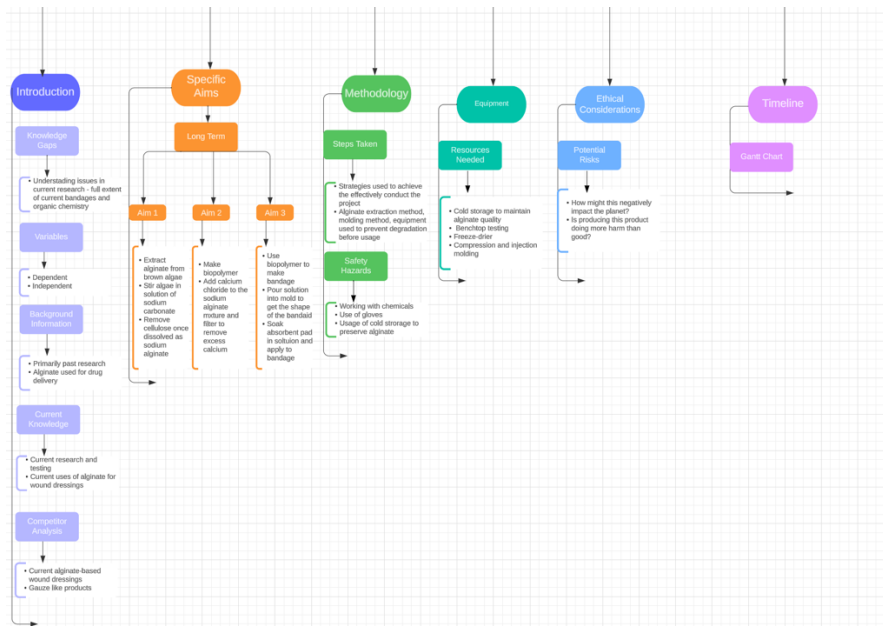 Introduction
Knowledge
Gaps
• Understading issues in
current research - full extent
of current bandages and
organic chemistry
Variables
• Dependent
• Independent
Background
Information
• Primarily past research
• Alginate used for drug
delivery
Current
Knowledge
• Current research and
testing
• Current uses of alginate for
wound dressings
Competitor
Analysis
• Current alginate-based
wound dressings
• Gauze like products
Specific
Aims
Long Term
Aim 1
• Extract
alginate from
brown algae
• Stir algae in
solution of
sodium
carbonate
• Remove
cellulose once
dissolved as
sodium
alginate
Aim 2
• Make
biopolymer
• Add calcium
chloride to the
sodium
alginate
mxture and
filter to
remove
excess
calcium
Aim 3
• Use
biopolymer to
make
bandage
• Pour solution
into mold to
get the shape
of the bandaid
• Soak
absorbent pad
in soltuion and
apply to
bandage
Methodology
Steps Taken
• Strategies used to achieve
the effectively conduct the
project
• Alginate extraction method,
molding method, equipment
used to prevent degradation
before usage
Safety
Hazards
• Working with chemicals
• Use of gloves
• Usage of cold strorage to
preserve alginate
Equipment
Resources
Needed
• Cold storage to maintain
alginate quality
• Benchtop testing
• Freeze-drier
• Compression and injection
molding
Ethical
Considerations
Potential
Risks
• How might this negatively
impact the planet?
• Is producing this product
doing more harm than
good?
Timeline
Gantt Chart